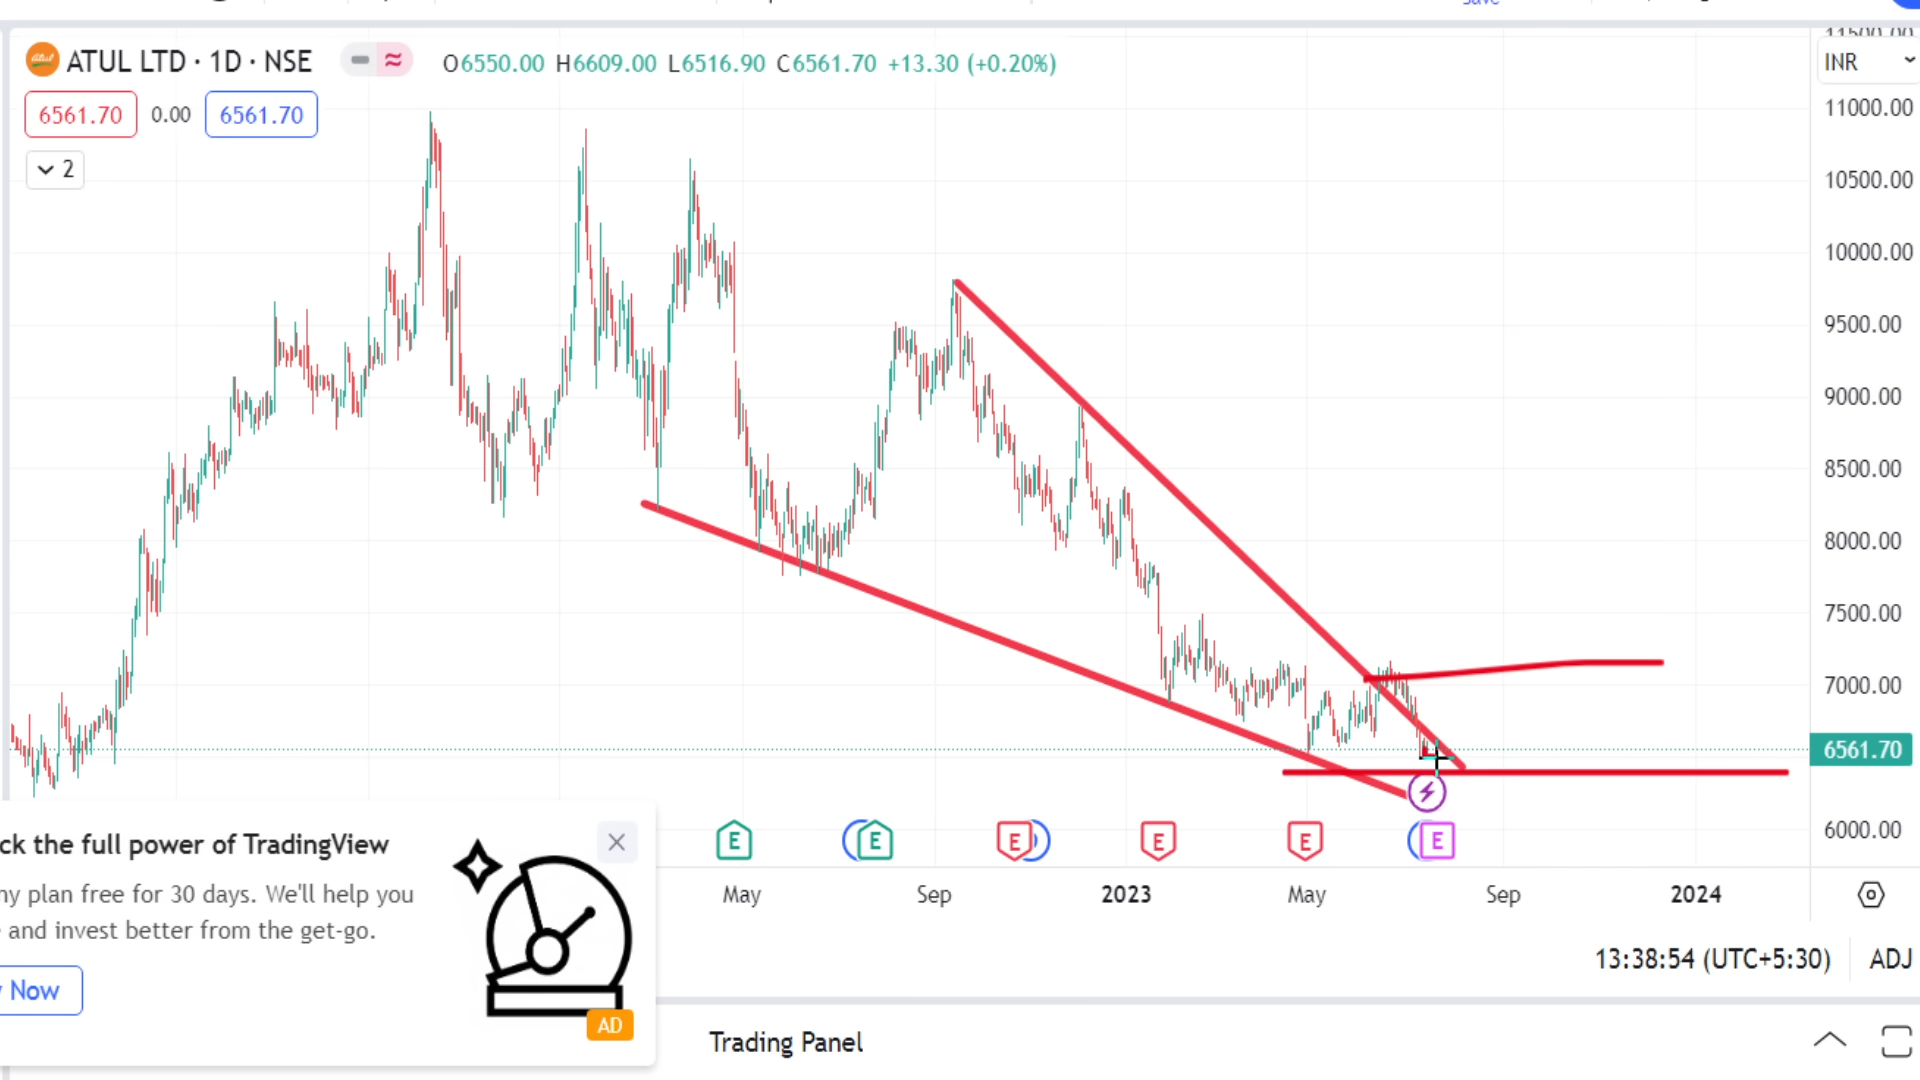 save
ATUL LTD · 1D · NSE
O6550.00 H6609.00 L6516.90 C6561.70 +13.30 (+0.20%)
INR
6561.70 0.00 6561.70
2
11000.00
10500.00
10000.00
9500.00
9000.00
8500.00
8000.00
7500.00
7000.00
6561.70
6000.00
E E E E E E
May Sep 2023 May Sep 2024
ck the full power of TradingView
ny plan free for 30 days. We'll help you
and invest better from the get-go.
Now
AD
13:38:54 (UTC+5:30) ADJ
Trading Panel